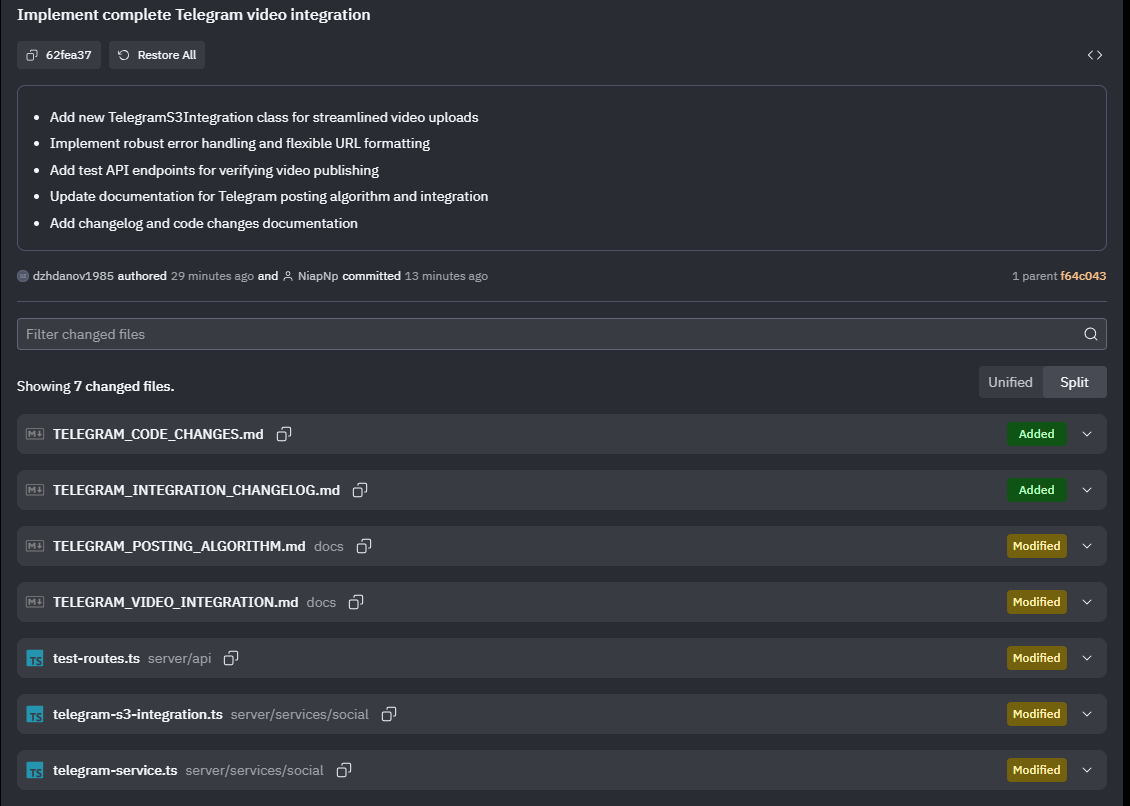 Implement complete Telegram video integration
62fea37 Restore All
Add new TelegramS3Integration class for streamlined video uploads
Implement robust error handling and flexible URL formatting
Add test API endpoints for verifying video publishing
Update documentation for Telegram posting algorithm and integration
Add changelog and code changes documentation
dzhdanov1985 authored 29 minutes ago and NiapNp committed 13 minutes ago 1 parent f64c043
Filter changed files
Showing 7 changed files. Unified Split
M↓ TELEGRAM_CODE_CHANGES.md Added
M↓ TELEGRAM_INTEGRATION_CHANGELOG.md Added
M↓ TELEGRAM_POSTING_ALGORITHM.md docs Modified
M↓ TELEGRAM_VIDEO_INTEGRATION.md docs Modified
TS test-routes.ts server/api Modified
TS telegram-s3-integration.ts server/services/social Modified
TS telegram-service.ts server/services/social Modified